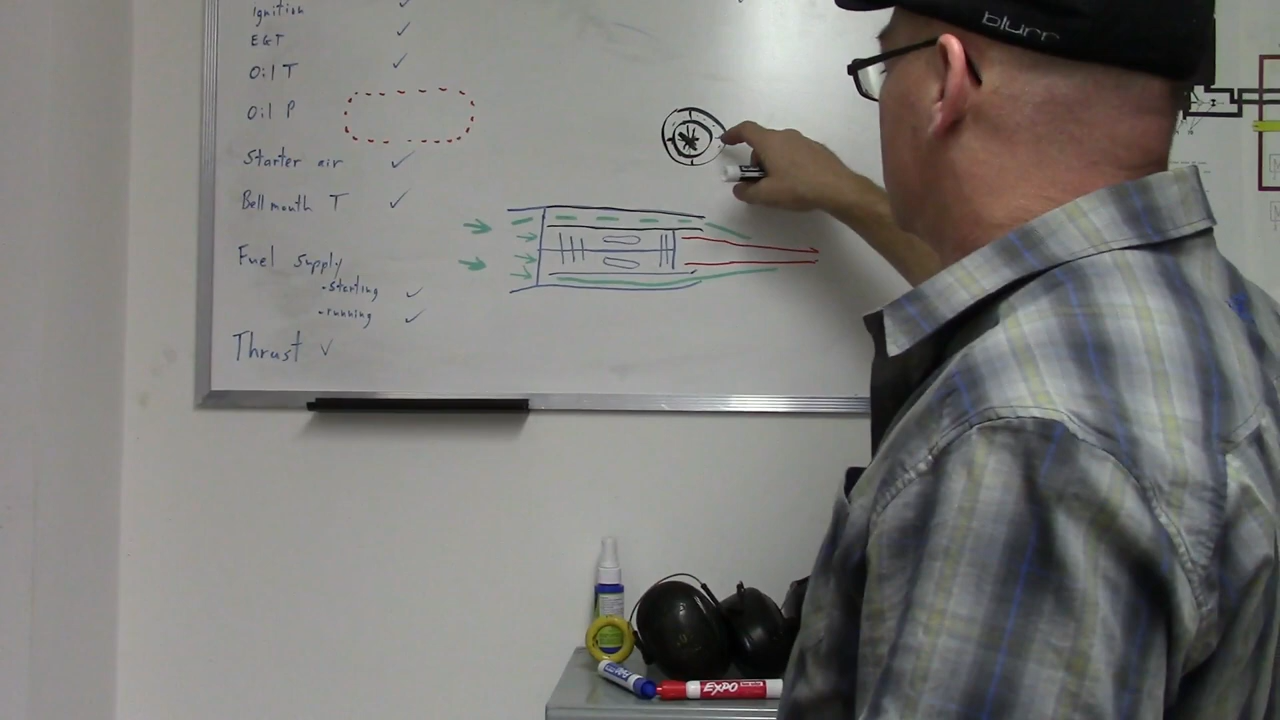 Ignition
EGT
Oil T
Oil P
Starter air
Bell mouth T
Fuel supply
-starting
-running
Thrust
blurr
EXPO